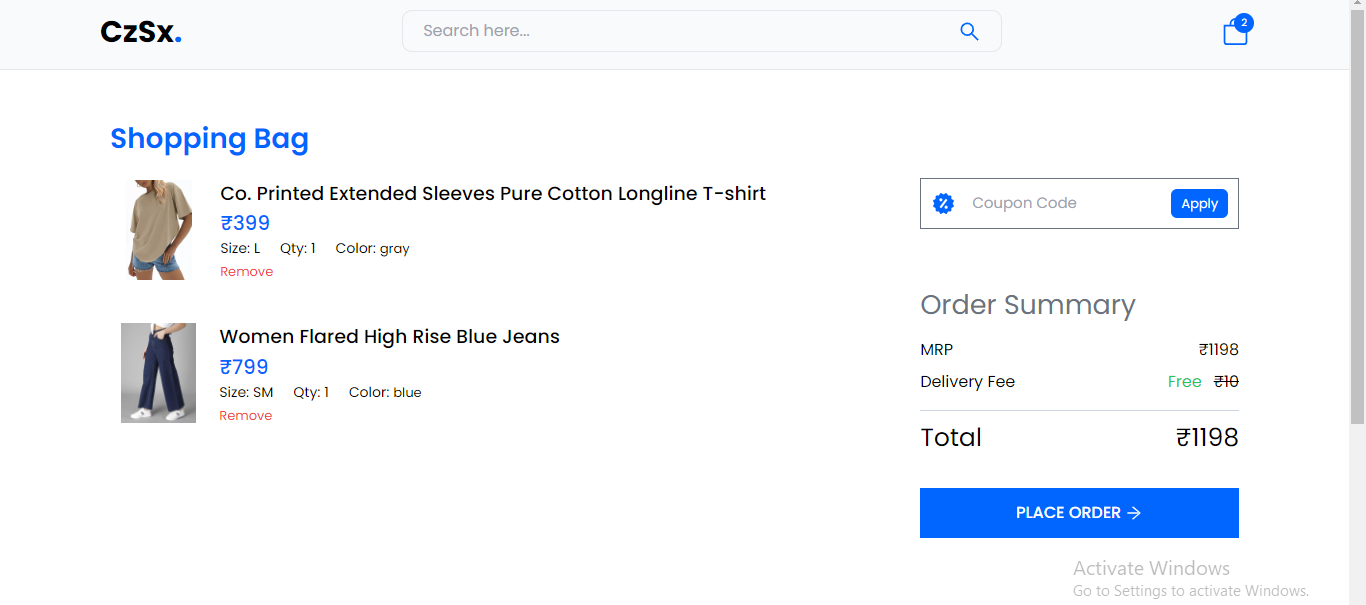 CzSx.
Search here...
2
Shopping Bag
Co. Printed Extended Sleeves Pure Cotton Longline T-shirt
₹399
Size: L Qty: 1 Color: gray
Remove
Women Flared High Rise Blue Jeans
₹799
Size: SM Qty: 1 Color: blue
Remove
Coupon Code Apply
Order Summary
MRP ₹1198
Delivery Fee Free ₹10
Total ₹1198
PLACE ORDER →
Activate Windows
Go to Settings to activate Windows.